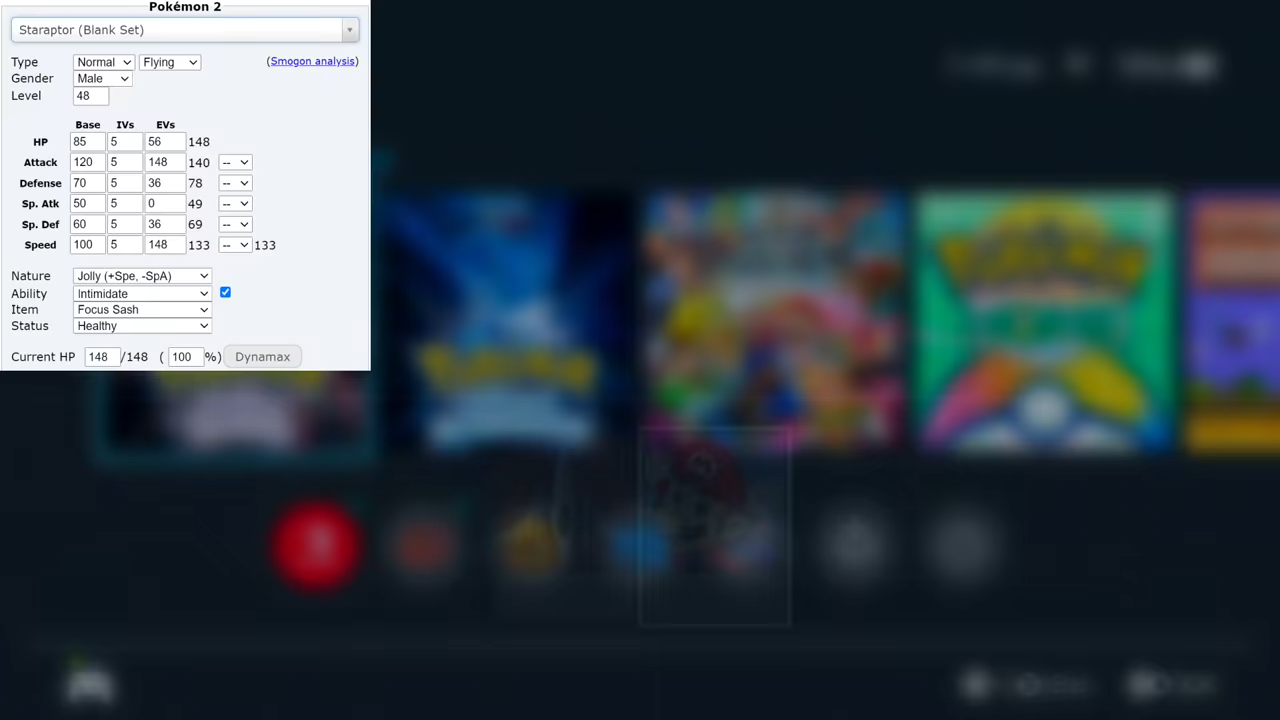 Pokémon 2
Staraptor (Blank Set)
Type Normal Flying (Smogon analysis)
Gender Male
Level 48
Base IVs EVs
HP 85 5 56 148
Attack 120 5 148 140 --
Defense 70 5 36 78 --
Sp. Atk 50 5 0 49 --
Sp. Def 60 5 36 69 --
Speed 100 5 148 133 -- 133
Nature Jolly (+Spe, -SpA)
Ability Intimidate
Item Focus Sash
Status Healthy
Current HP 148 /148 ( 100 %) Dynamax